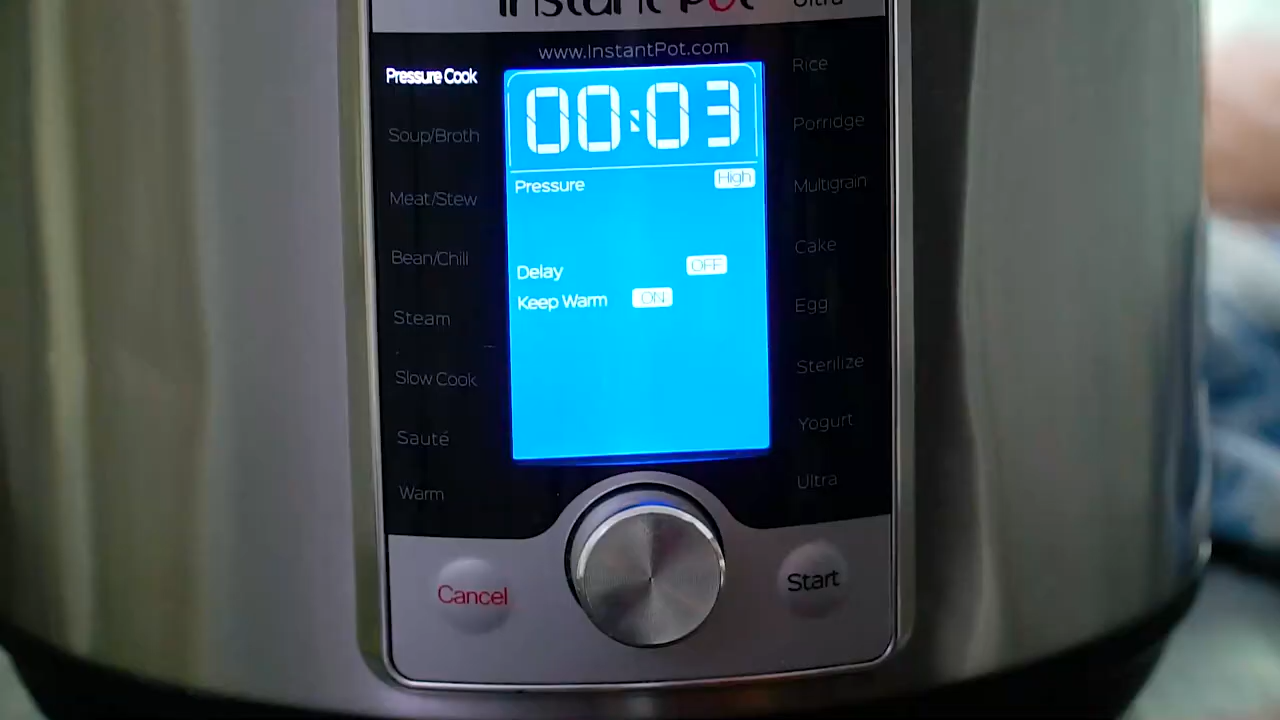 Instant Pot
Ultra
www.InstantPot.com
Pressure Cook
Soup/Broth
Meat/Stew
Bean/Chili
Steam
Slow Cook
Sauté
Warm
00:03
Pressure High
Delay OFF
Keep Warm ON
Rice
Porridge
Multigrain
Cake
Egg
Sterilize
Yogurt
Ultra
Cancel
Start